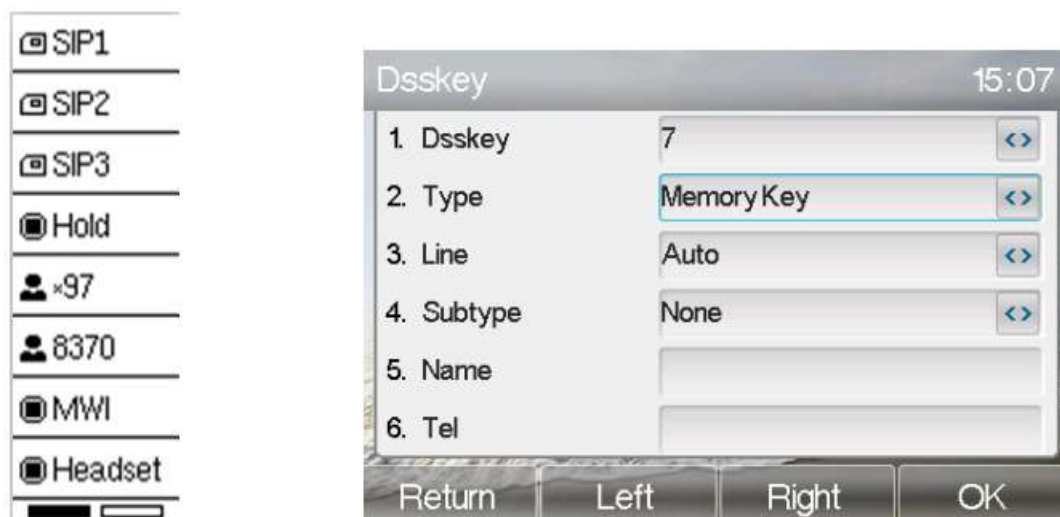 SIP1
SIP2
SIP3
Hold
*97
8370
MWI
Headset
Dsskey 15:07
1. Dsskey 7
2. Type Memory Key
3. Line Auto
4. Subtype None
5. Name
6. Tel
Return Left Right OK